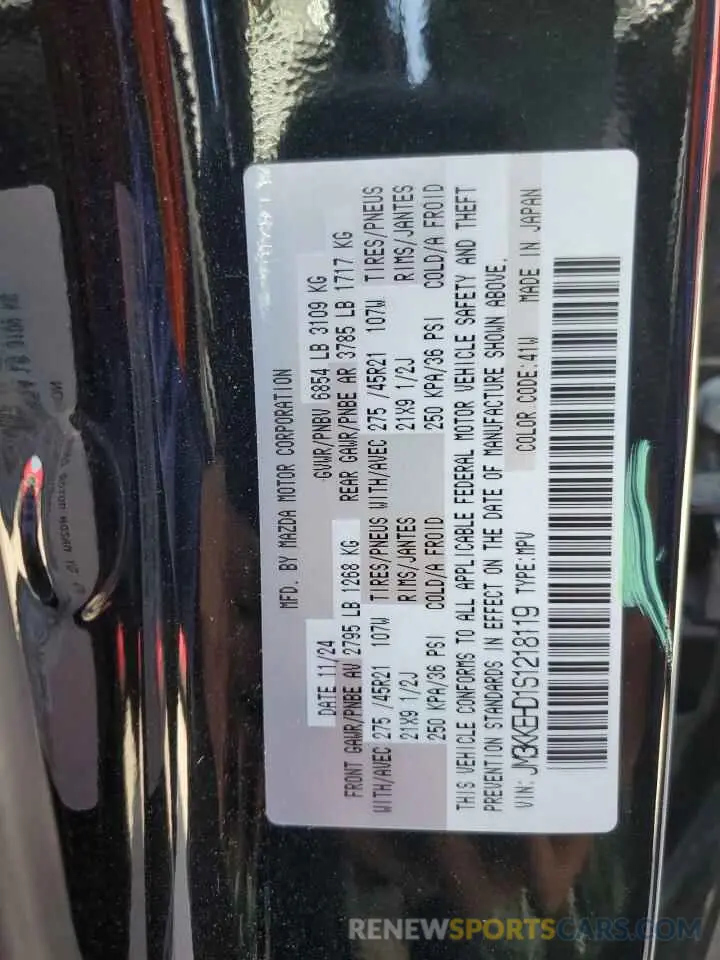 MFD. BY MAZDA MOTOR CORPORATION
DATE 11/24 GVWR/PNBV 6854 LB 3109 KG
FRONT GAWR/PNBE AV 2795 LB 1268 KG REAR GAWR/PNBE AR 3785 LB 1717 KG
WITH/AVEC 275 /45R21 107W TIRES/PNEUS WITH/AVEC 275 /45R21 107W TIRES/PNEUS
21X9 1/2J RIMS/JANTES 21X9 1/2J RIMS/JANTES
250 KPA/36 PSI COLD/A FROID 250 KPA/36 PSI COLD/A FROID
THIS VEHICLE CONFORMS TO ALL APPLICABLE FEDERAL MOTOR VEHICLE SAFETY AND THEFT
PREVENTION STANDARDS IN EFFECT ON THE DATE OF MANUFACTURE SHOWN ABOVE.
VIN: JM3KKEHD1S1218119 TYPE:MPV COLOR CODE:41W MADE IN JAPAN
RENEWSPORTSCARS.COM